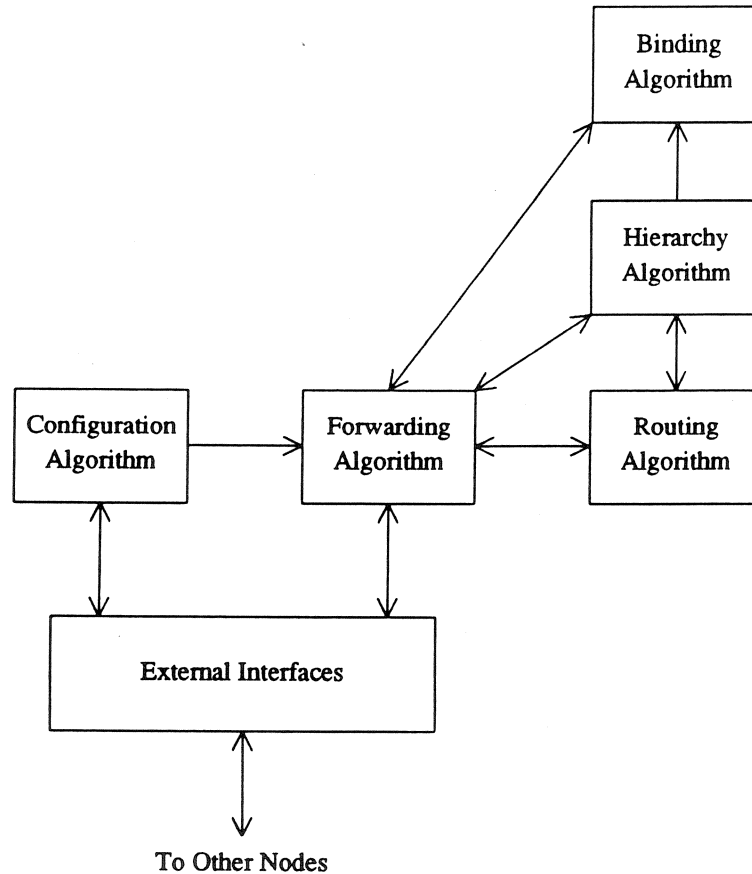 Binding
Algorithm
Hierarchy
Algorithm
Configuration
Algorithm
Forwarding
Algorithm
Routing
Algorithm
External Interfaces
To Other Nodes